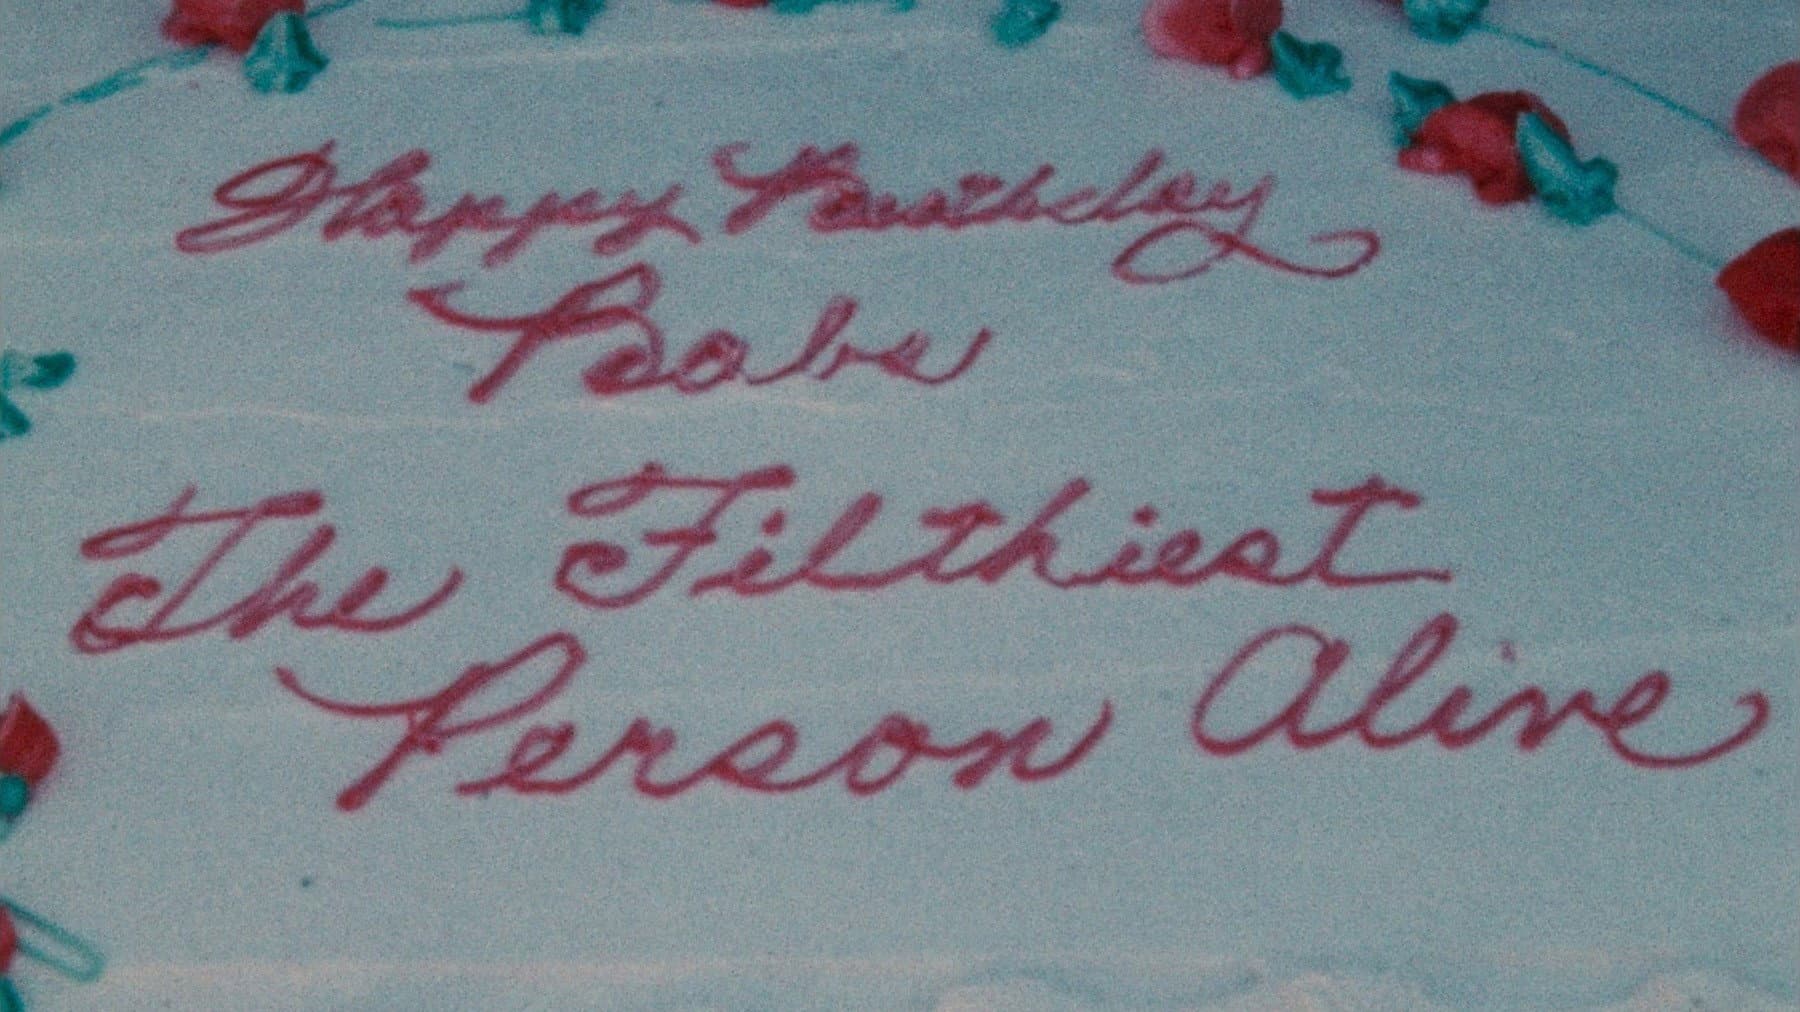 Happy Birthday
Babs
The Filthiest
Person Alive